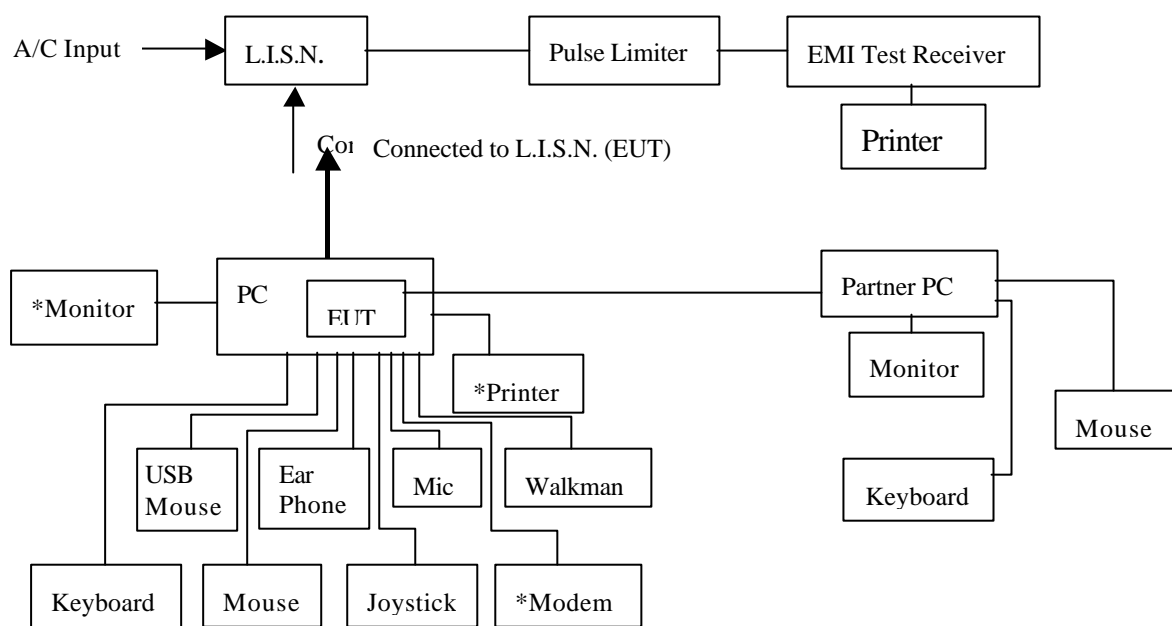 A/C Input
L.I.S.N.
Pulse Limiter
EMI Test Receiver
Printer
Connected to L.I.S.N. (EUT)
*Monitor
PC
EUT
Partner PC
Monitor
*Printer
Mouse
USB
Mouse
Ear
Phone
Mic
Walkman
Keyboard
Keyboard
Mouse
Joystick
*Modem